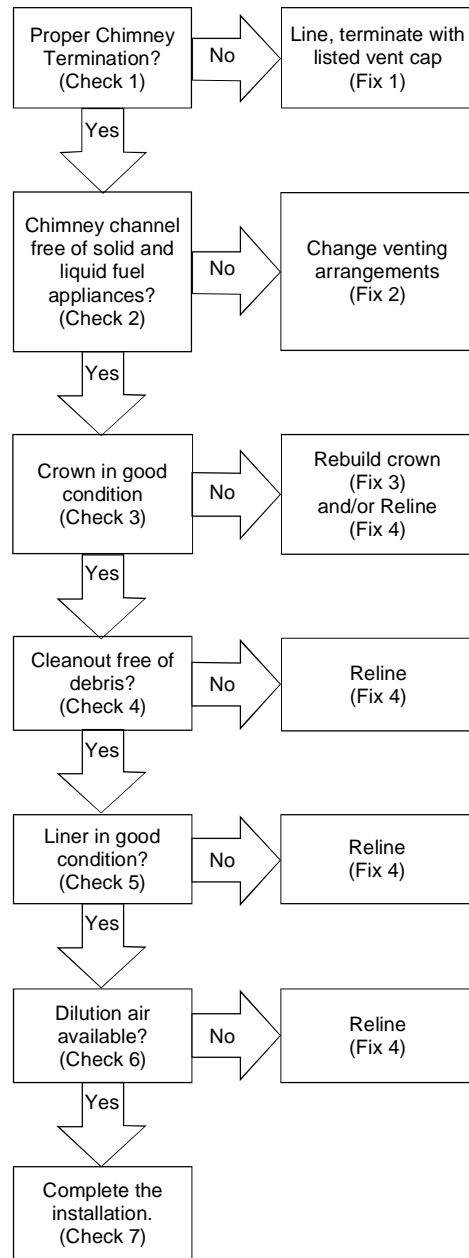 Proper Chimney
Termination?
(Check 1)
No
Line, terminate with
listed vent cap
(Fix 1)
Yes
Chimney channel
free of solid and
liquid fuel
appliances?
(Check 2)
No
Change venting
arrangements
(Fix 2)
Yes
Crown in good
condition
(Check 3)
No
Rebuild crown
(Fix 3)
and/or Reline
(Fix 4)
Yes
Cleanout free of
debris?
(Check 4)
No
Reline
(Fix 4)
Yes
Liner in good
condition?
(Check 5)
No
Reline
(Fix 4)
Yes
Dilution air
available?
(Check 6)
No
Reline
(Fix 4)
Yes
Complete the
installation.
(Check 7)